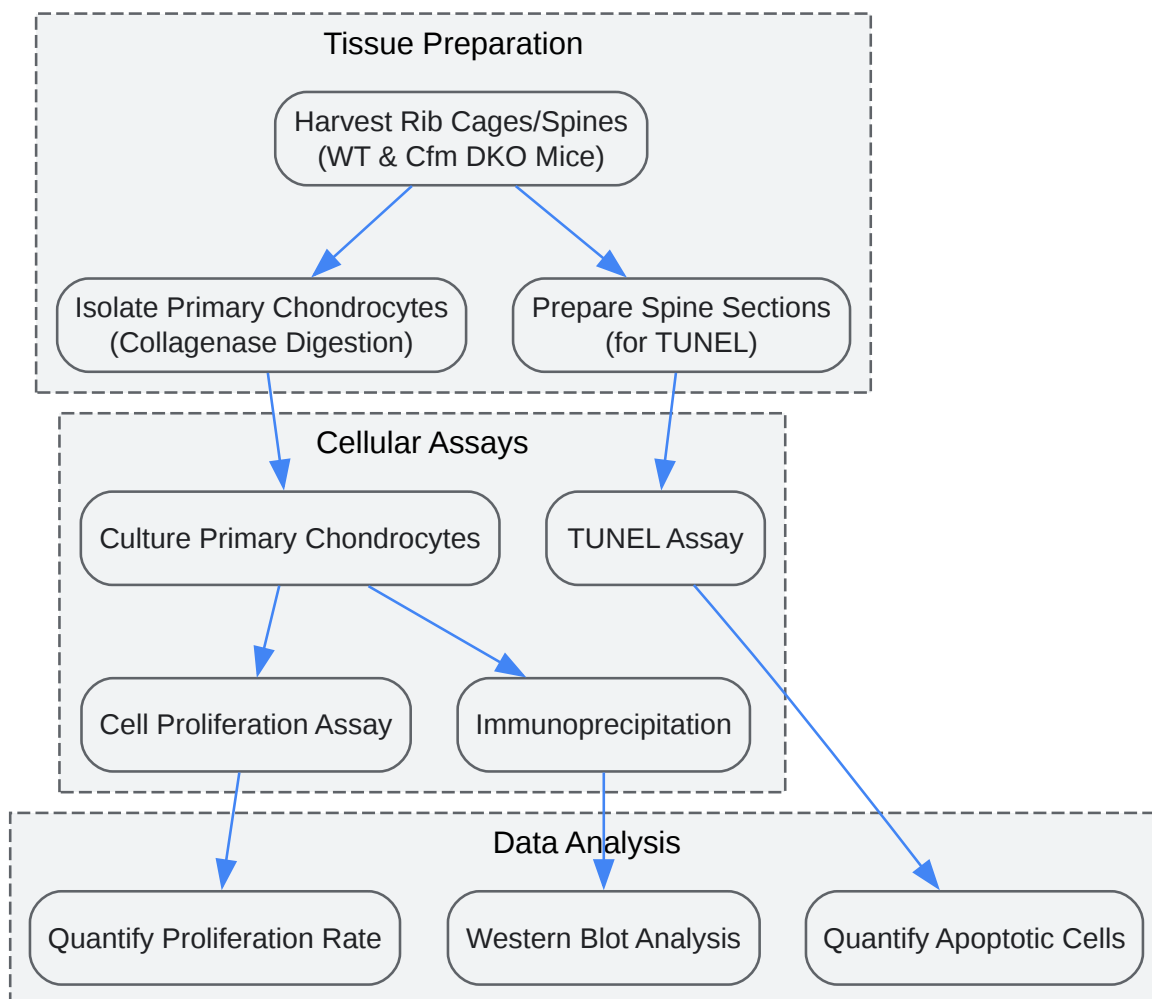 Tissue Preparation
Harvest Rib Cages/Spines
(WT & Cfm DKO Mice)
Isolate Primary Chondrocytes
(Collagenase Digestion)
Prepare Spine Sections
(for TUNEL)
Cellular Assays
Culture Primary Chondrocytes
TUNEL Assay
Cell Proliferation Assay
Immunoprecipitation
Data Analysis
Quantify Proliferation Rate
Western Blot Analysis
Quantify Apoptotic Cells